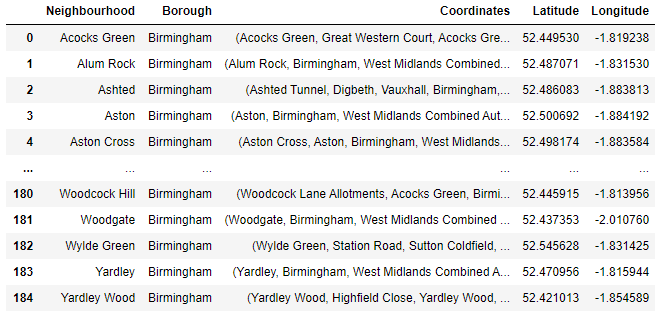 Neighbourhood Borough Coordinates Latitude Longitude
0 Acocks Green Birmingham (Acocks Green, Great Western Court, Acocks Gre... 52.449530 -1.819238
1 Alum Rock Birmingham (Alum Rock, Birmingham, West Midlands Combined... 52.487071 -1.831530
2 Ashted Birmingham (Ashted Tunnel, Digbeth, Vauxhall, Birmingham,... 52.486083 -1.883813
3 Aston Birmingham (Aston, Birmingham, West Midlands Combined Aut... 52.500692 -1.884192
4 Aston Cross Birmingham (Aston Cross, Aston, Birmingham, West Midlands... 52.498174 -1.883584
... ... ... ... ... ...
180 Woodcock Hill Birmingham (Woodcock Lane Allotments, Acocks Green, Birmi... 52.445915 -1.813956
181 Woodgate Birmingham (Woodgate, Birmingham, West Midlands Combined ... 52.437353 -2.010760
182 Wylde Green Birmingham (Wylde Green, Station Road, Sutton Coldfield, ... 52.545628 -1.831425
183 Yardley Birmingham (Yardley, Birmingham, West Midlands Combined A... 52.470956 -1.815944
184 Yardley Wood Birmingham (Yardley Wood, Highfield Close, Yardley Wood, ... 52.421013 -1.854589